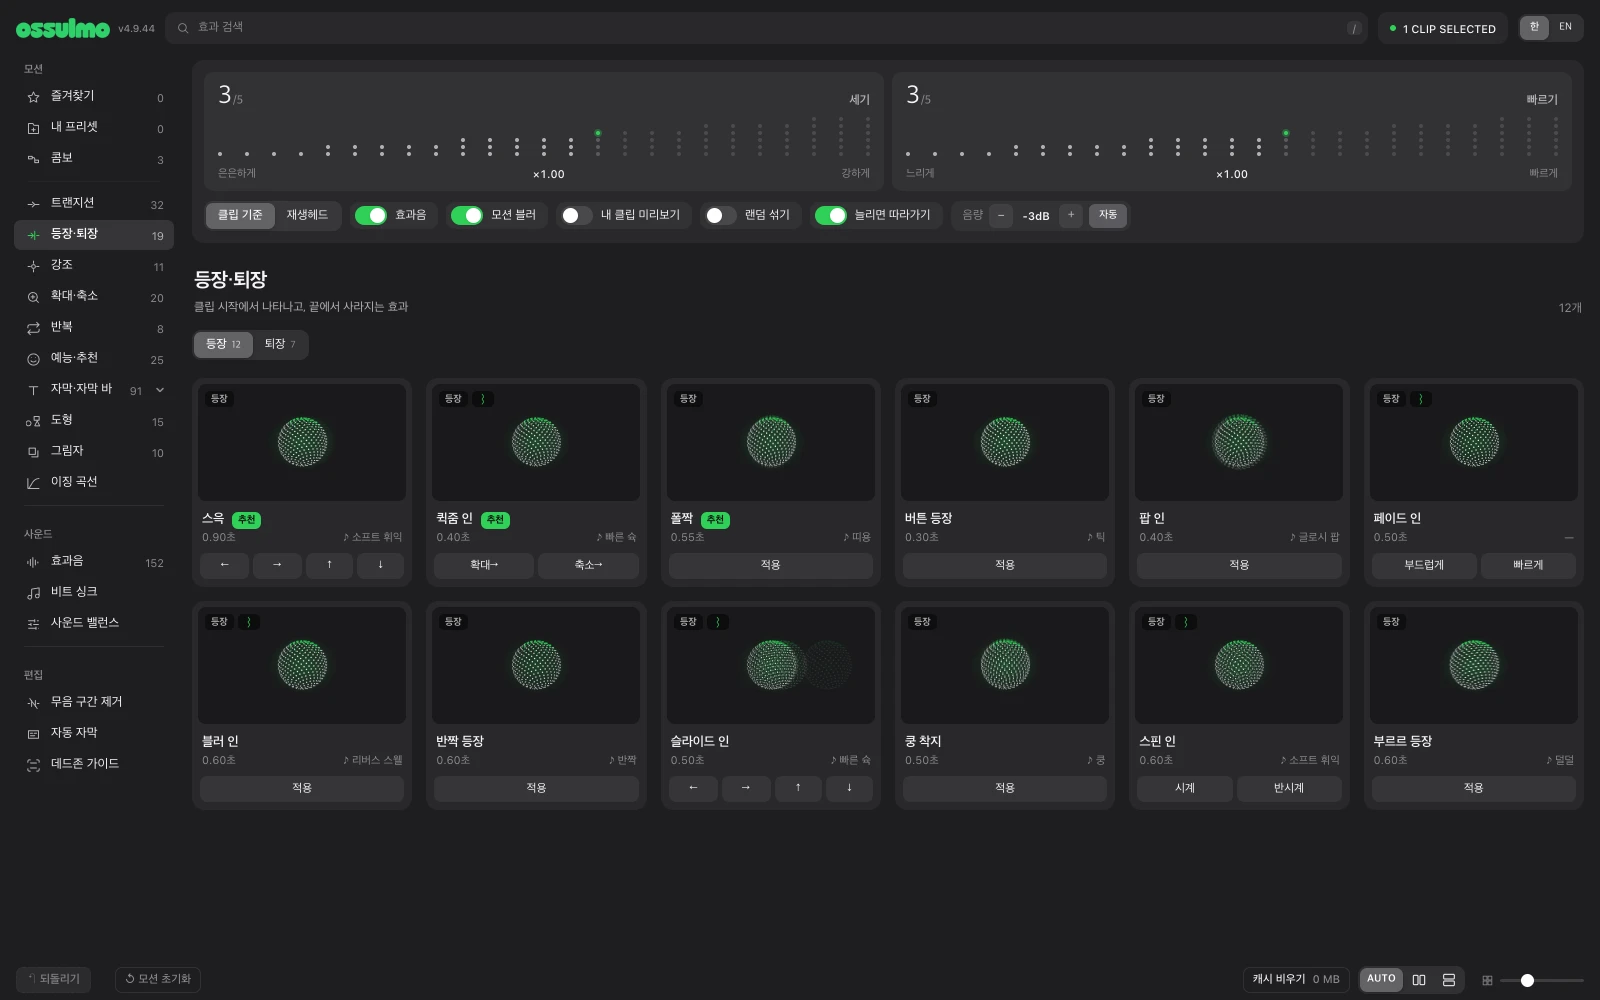 ossulmo v4.9.44 효과 검색 / 1 CLIP SELECTED 한 EN
모션
즐겨찾기 0
내 프리셋 0
콤보 3
트랜지션 32
등장·퇴장 19
강조 11
확대·축소 20
반복 8
예능·추천 25
자막·자막 바 91
도형 15
그림자 10
이징 곡선
사운드
효과음 152
비트 싱크
사운드 밸런스
편집
무음 구간 제거
자동 자막
데드존 가이드
3/5 세기
은은하게 ×1.00 강하게
3/5 빠르기
느리게 ×1.00 빠르게
클립 기준 재생헤드 효과음 모션 블러 내 클립 미리보기 랜덤 섞기 늘리면 따라가기 음량 − -3dB + 자동
등장·퇴장
클립 시작에서 나타나고, 끝에서 사라지는 효과 12개
등장 12 퇴장 7
등장
스윽 추천
0.90초 ♪ 소프트 휘익
← → ↑ ↓
등장
퀵줌 인 추천
0.40초 ♪ 빠른 슉
확대→ 축소→
등장
폴짝 추천
0.55초 ♪ 띠용
적용
등장
버튼 등장
0.30초 ♪ 틱
적용
등장
팝 인
0.40초 ♪ 글로시 팝
적용
등장
페이드 인
0.50초 —
부드럽게 빠르게
등장
블러 인
0.60초 ♪ 리버스 스웰
적용
등장
반짝 등장
0.60초 ♪ 반짝
적용
등장
슬라이드 인
0.50초 ♪ 빠른 슉
← → ↑ ↓
등장
쿵 착지
0.50초 ♪ 쿵
적용
등장
스핀 인
0.60초 ♪ 소프트 휘익
시계 반시계
등장
부르르 등장
0.60초 ♪ 덜덜
적용
되돌리기 모션 초기화 캐시 비우기 0 MB AUTO